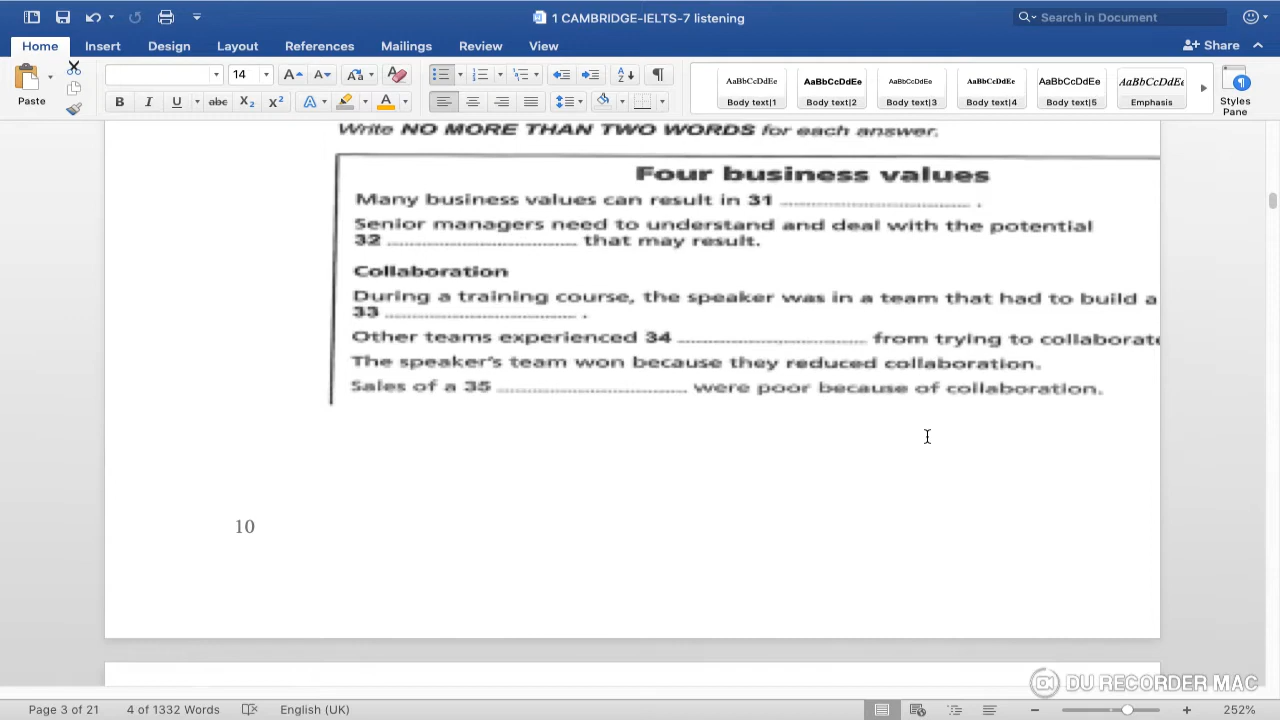 1 CAMBRIDGE-IELTS-7 listening
Search in Document
Home Insert Design Layout References Mailings Review View
Share
Paste
14
B I U abc X2 X2 A A
AaBbCcDdEe AaBbCcDdEe AaBbCcDdEe AaBbCcDdEe AaBbCcDdEe AaBbCcDdEe
Body text|1 Body text|2 Body text|3 Body text|4 Body text|5 Emphasis
Styles
Pane
Write NO MORE THAN TWO WORDS for each answer.
Four business values
Many business values can result in 31 .............................. .
Senior managers need to understand and deal with the potential
32 .............................. that may result.
Collaboration
During a training course, the speaker was in a team that had to build a
33 .............................. .
Other teams experienced 34 .............................. from trying to collaborate
The speaker's team won because they reduced collaboration.
Sales of a 35 .............................. were poor because of collaboration.
10
DU RECORDER MAC
Page 3 of 21 4 of 1332 Words English (UK) 252%